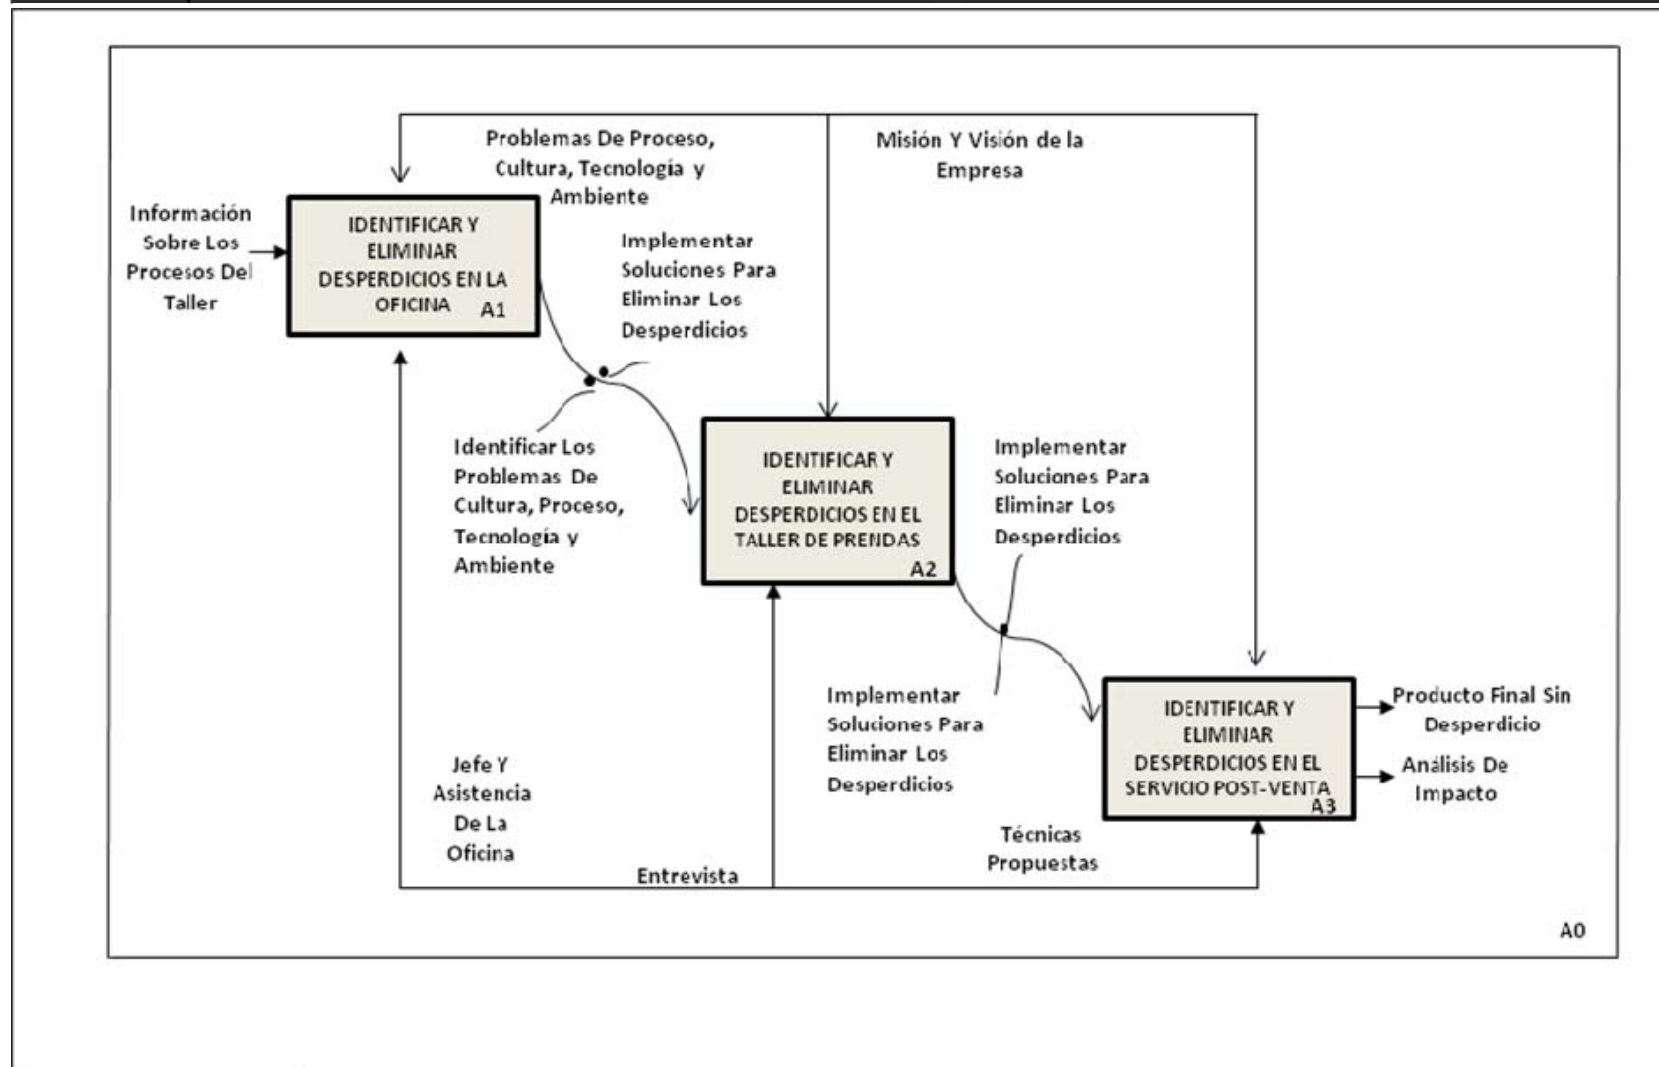 Problemas De Proceso,
Cultura, Tecnología y
Ambiente
Misión Y Visión de la
Empresa
Información
Sobre Los
Procesos Del
Taller
IDENTIFICAR Y
ELIMINAR
DESPERDICIOS EN LA
OFICINA A1
Implementar
Soluciones Para
Eliminar Los
Desperdicios
Identificar Los
Problemas De
Cultura, Proceso,
Tecnología y
Ambiente
IDENTIFICAR Y
ELIMINAR
DESPERDICIOS EN EL
TALLER DE PRENDAS
A2
Implementar
Soluciones Para
Eliminar Los
Desperdicios
Implementar
Soluciones Para
Eliminar Los
Desperdicios
IDENTIFICAR Y
ELIMINAR
DESPERDICIOS EN EL
SERVICIO POST-VENTA
A3
Producto Final Sin
Desperdicio
Análisis De
Impacto
Jefe Y
Asistencia
De La
Oficina
Entrevista
Técnicas
Propuestas
A0